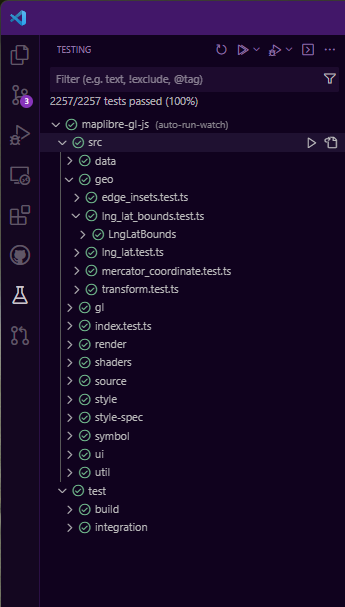 TESTING
Filter (e.g. text, !exclude, @tag)
2257/2257 tests passed (100%)
3
maplibre-gl-js (auto-run-watch)
src
data
geo
edge_insets.test.ts
lng_lat_bounds.test.ts
LngLatBounds
lng_lat.test.ts
mercator_coordinate.test.ts
transform.test.ts
gl
index.test.ts
render
shaders
source
style
style-spec
symbol
ui
util
test
build
integration